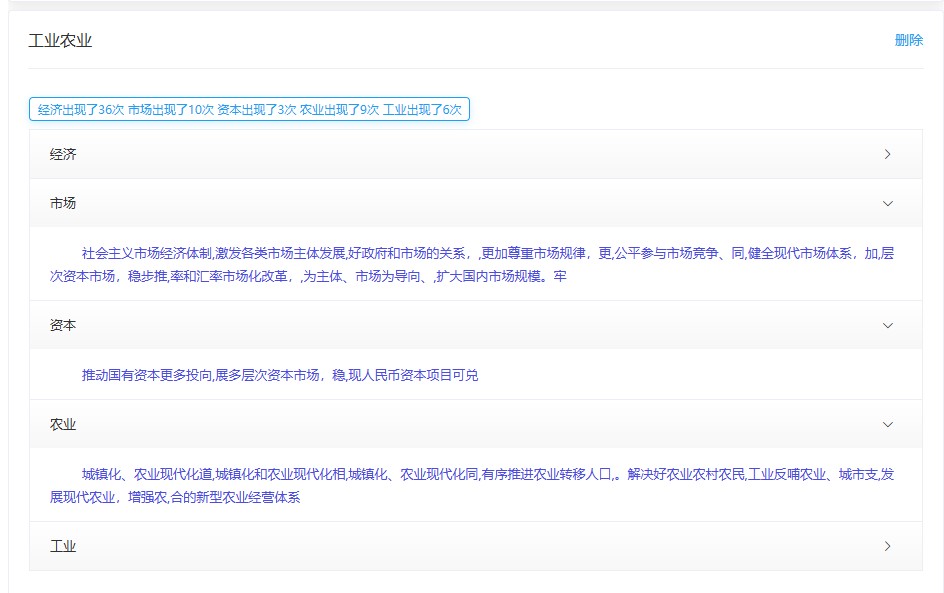 工业农业
删除
经济出现了36次 市场出现了10次 资本出现了3次 农业出现了9次 工业出现了6次
经济
市场
社会主义市场经济体制,激发各类市场主体发展,好政府和市场的关系，,更加尊重市场规律，更,公平参与市场竞争、同,健全现代市场体系，加,层
次资本市场，稳步推,率和汇率市场化改革，,为主体、市场为导向、,扩大国内市场规模。牢
资本
推动国有资本更多投向,展多层次资本市场，稳,现人民币资本项目可兑
农业
城镇化、农业现代化道,城镇化和农业现代化相,城镇化、农业现代化同,有序推进农业转移人口,。解决好农业农村农民,工业反哺农业、城市支,发
展现代农业，增强农,合的新型农业经营体系
工业